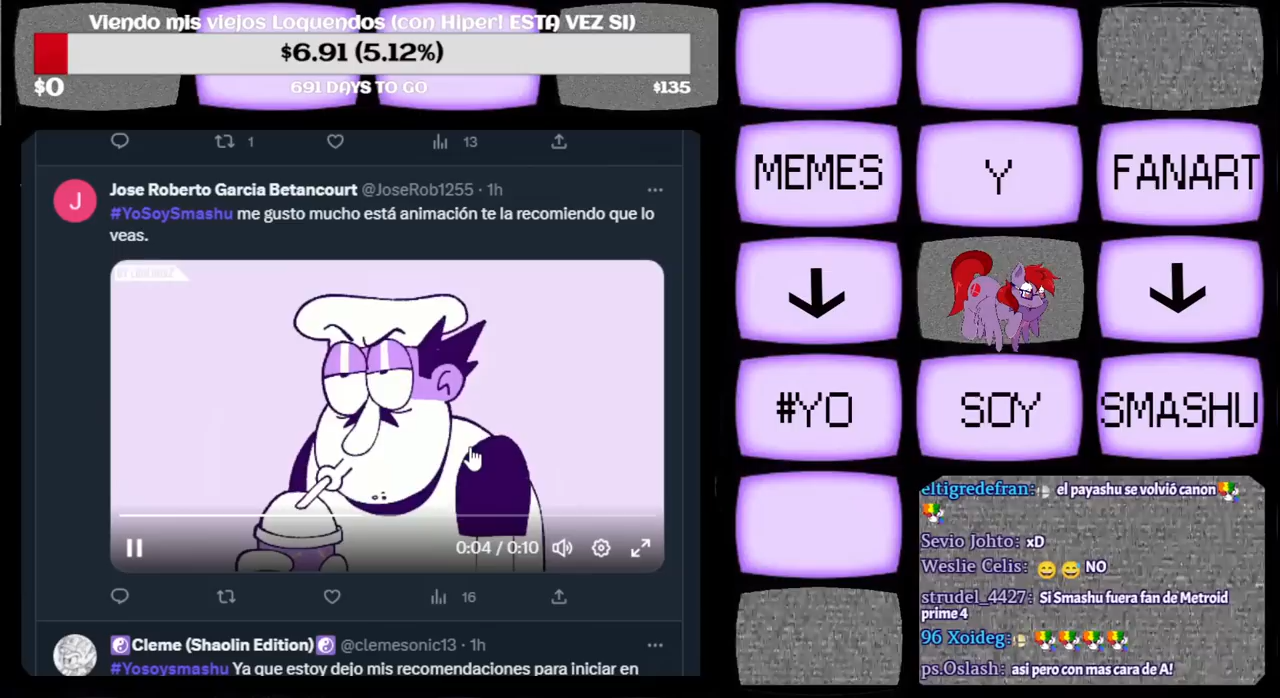 Viendo mis viejos Loquendos (con Hiper! ESTA VEZ SI)
$6.91 (5.12%)
$0
691 DAYS TO GO
$135
1
13
Jose Roberto Garcia Betancourt @JoseRob1255 · 1h
#YoSoySmashu me gusto mucho está animación te la recomiendo que lo
veas.
0:04 / 0:10
16
Cleme (Shaolin Edition) @clemesonic13 · 1h
#Yosoysmashu Ya que estoy dejo mis recomendaciones para iniciar en
MEMES Y FANART
#YO SOY SMASHU
eltigredefran: el payashu se volvió canon
Sevio Johto: xD
Weslie Celis: NO
strudel_4427: Si Smashu fuera fan de Metroid
prime 4
96 Xoideg:
ps.Oslash: asi pero con mas cara de A!